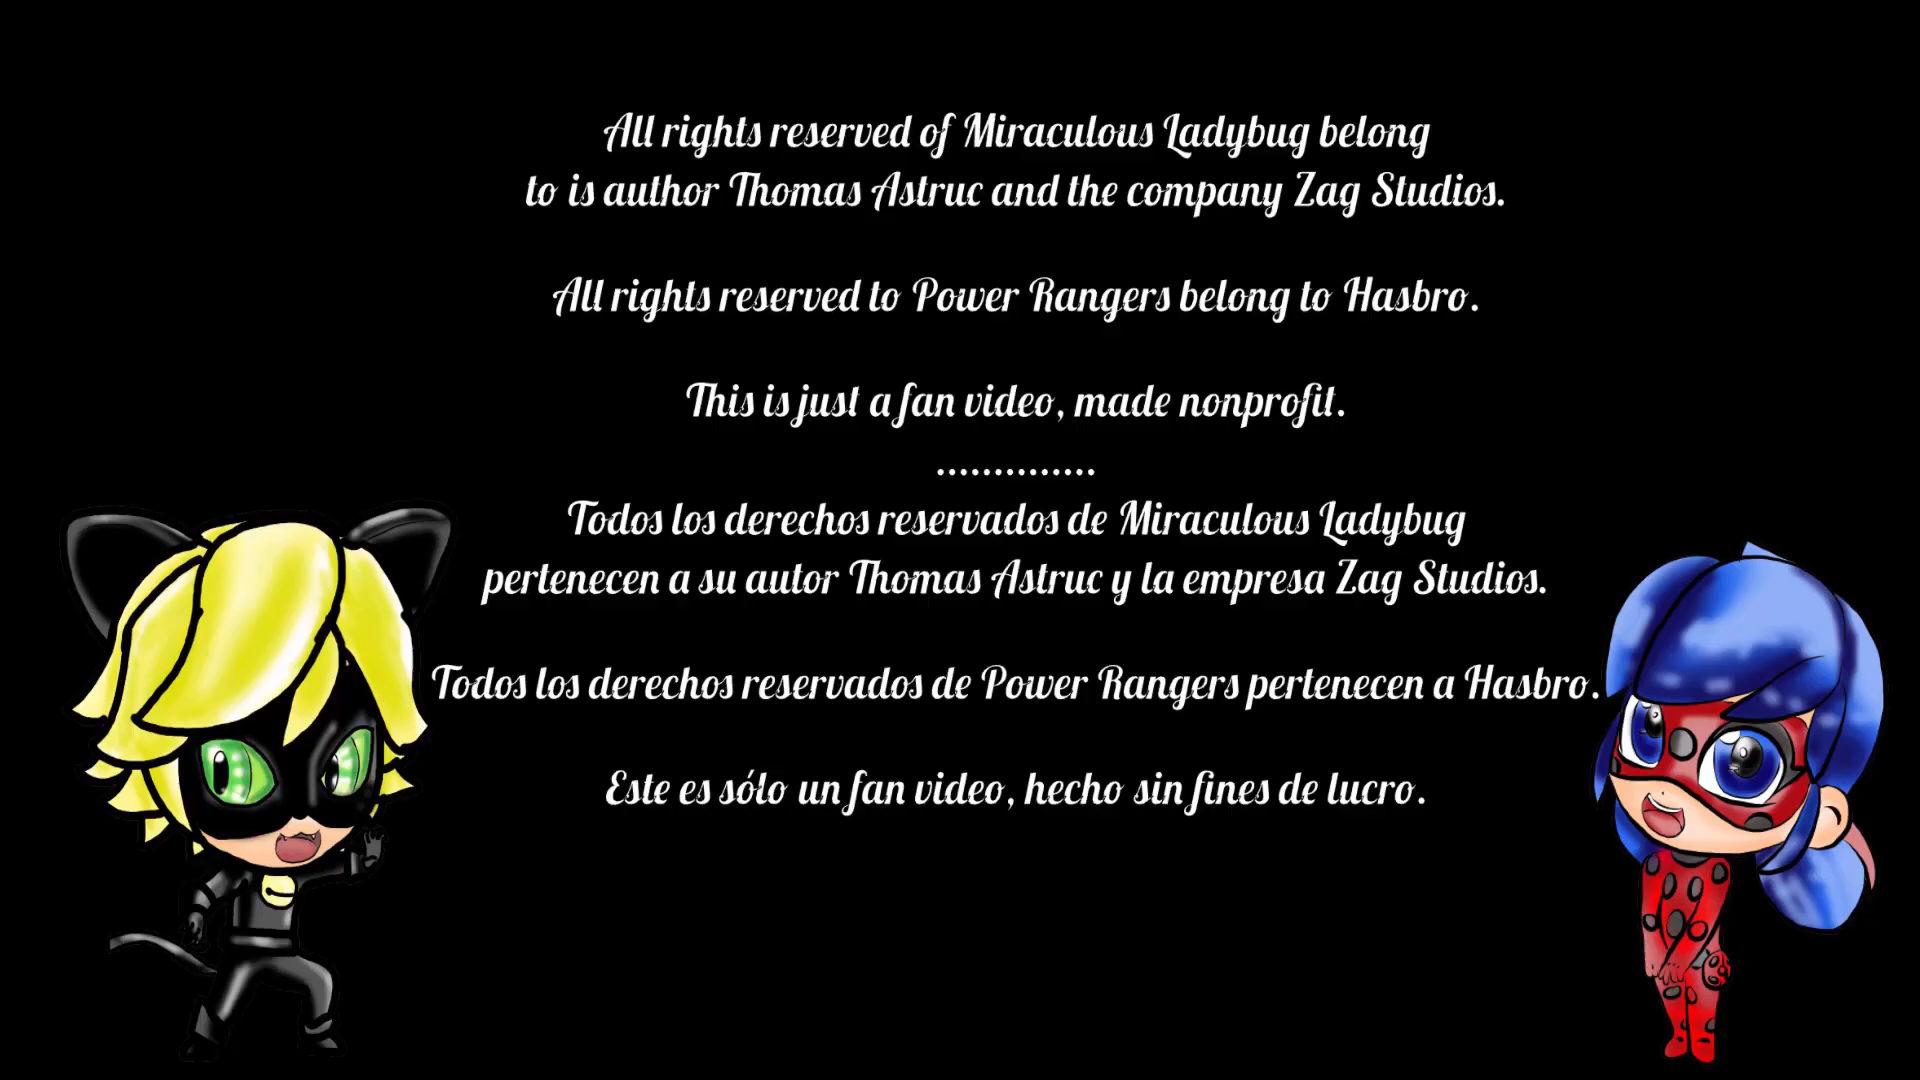 All rights reserved of Miraculous Ladybug belong
to is author Thomas Astruc and the company Zag Studios.
All rights reserved to Power Rangers belong to Hasbro.
This is just a fan video, made nonprofit.
..............
Todos los derechos reservados de Miraculous Ladybug
pertenecen a su autor Thomas Astruc y la empresa Zag Studios.
Todos los derechos reservados de Power Rangers pertenecen a Hasbro.
Este es sólo un fan video, hecho sin fines de lucro.